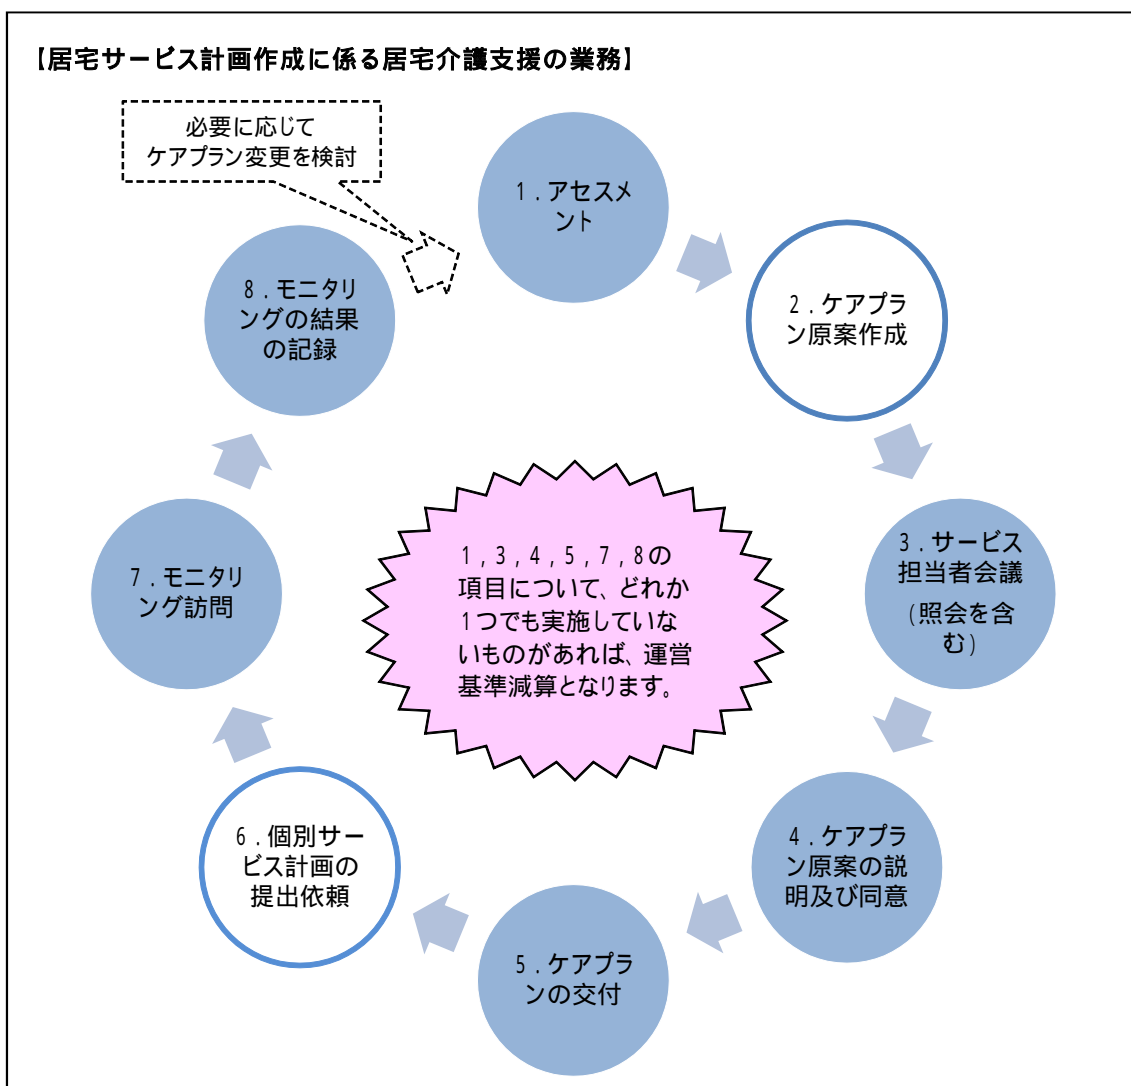 【居宅サービス計画作成に係る居宅介護支援の業務】
必要に応じて
ケアプラン変更を検討
1．アセスメ
ント
2．ケアプラ
ン原案作成
3．サービス
担当者会議
（照会を含
む）
4．ケアプラ
ン原案の説
明及び同意
5．ケアプラ
ンの交付
6．個別サー
ビス計画の
提出依頼
7．モニタリ
ング訪問
8．モニタリ
ングの結果
の記録
1，3，4，5，7，8の
項目について、どれか
1つでも実施していな
いものがあれば、運営
基準減算となります。